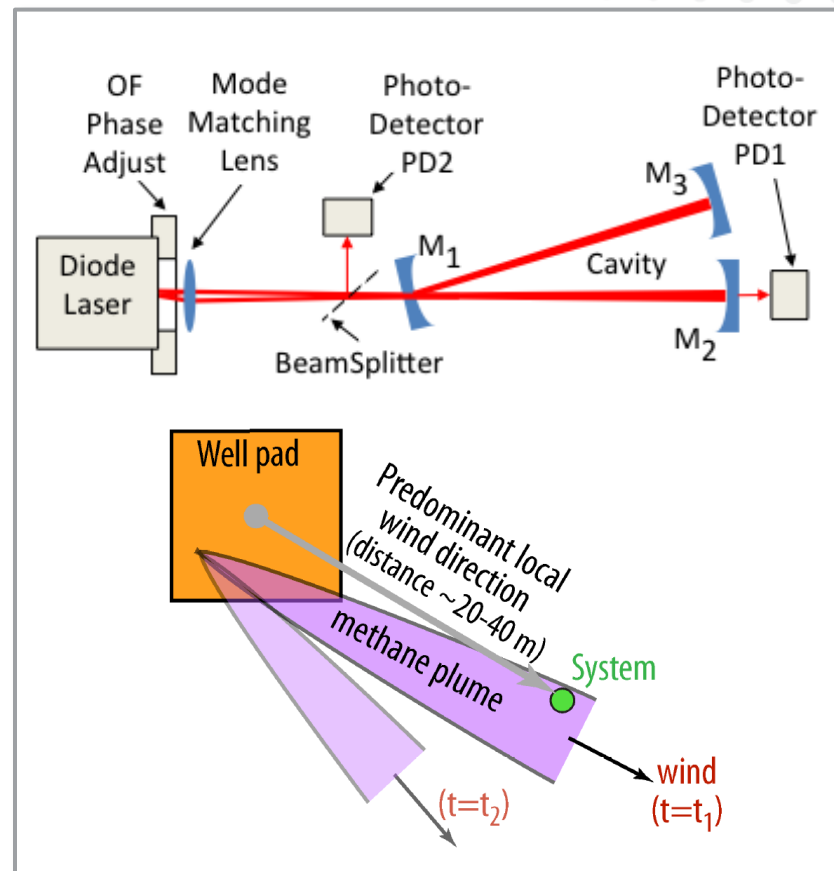 OF
Phase
Adjust
Mode
Matching
Lens
Photo-
Detector
PD2
Photo-
Detector
PD1
Diode
Laser
M1
M3
Cavity
M2
BeamSplitter
Well pad
Predominant local
wind direction
(distance ~20-40 m)
methane plume
System
wind
(t=t1)
(t=t2)